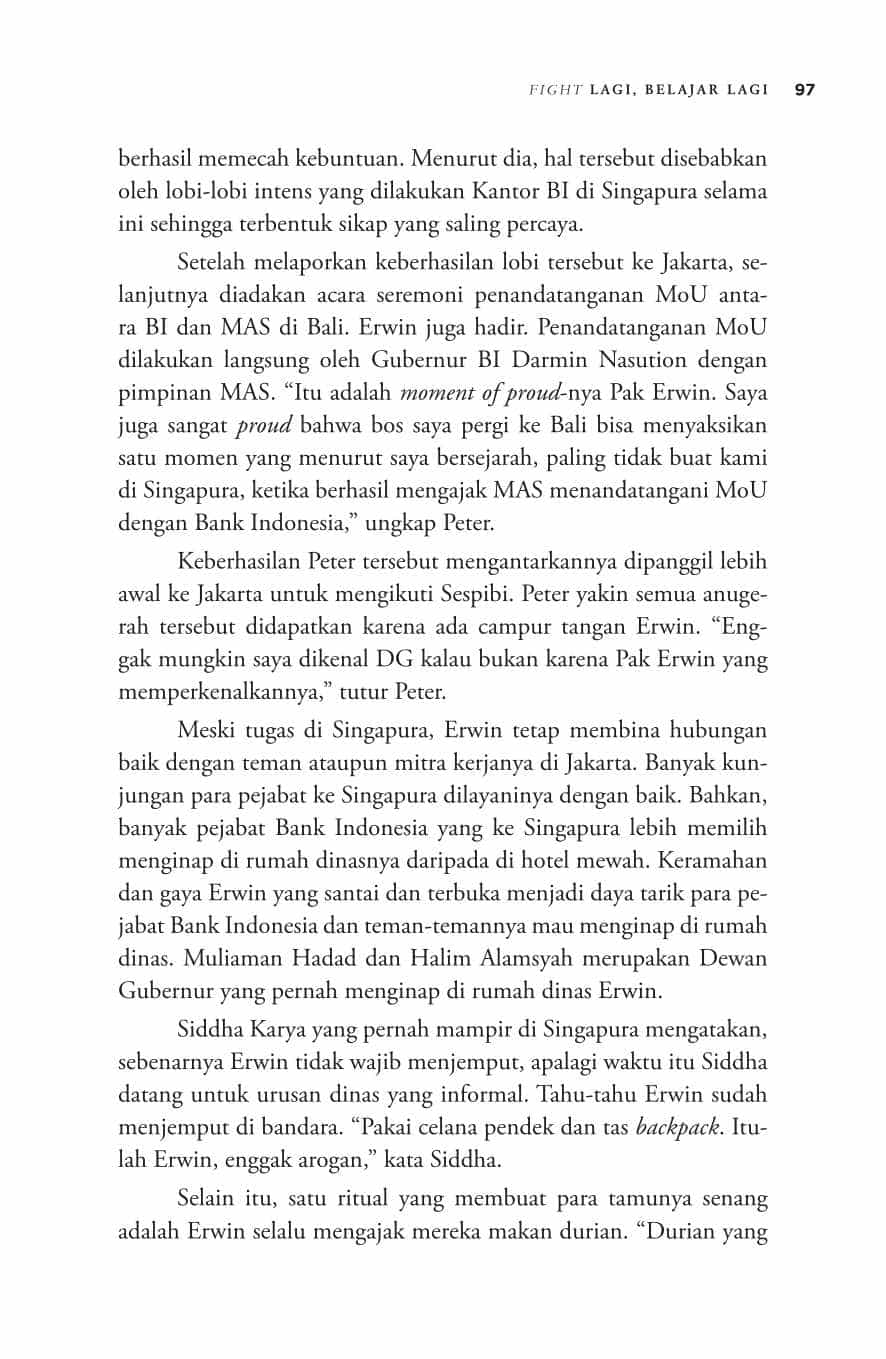 FIGHT LAGI, BELAJAR LAGI 97
berhasil memecah kebuntuan. Menurut dia, hal tersebut disebabkan
oleh lobi-lobi intens yang dilakukan Kantor BI di Singapura selama
ini sehingga terbentuk sikap yang saling percaya.
Setelah melaporkan keberhasilan lobi tersebut ke Jakarta, se-
lanjutnya diadakan acara seremoni penandatanganan MoU anta-
ra BI dan MAS di Bali. Erwin juga hadir. Penandatanganan MoU
dilakukan langsung oleh Gubernur BI Darmin Nasution dengan
pimpinan MAS. “Itu adalah moment of proud-nya Pak Erwin. Saya
juga sangat proud bahwa bos saya pergi ke Bali bisa menyaksikan
satu momen yang menurut saya bersejarah, paling tidak buat kami
di Singapura, ketika berhasil mengajak MAS menandatangani MoU
dengan Bank Indonesia,” ungkap Peter.
Keberhasilan Peter tersebut mengantarkannya dipanggil lebih
awal ke Jakarta untuk mengikuti Sespibi. Peter yakin semua anuge-
rah tersebut didapatkan karena ada campur tangan Erwin. “Eng-
gak mungkin saya dikenal DG kalau bukan karena Pak Erwin yang
memperkenalkannya,” tutur Peter.
Meski tugas di Singapura, Erwin tetap membina hubungan
baik dengan teman ataupun mitra kerjanya di Jakarta. Banyak kun-
jungan para pejabat ke Singapura dilayaninya dengan baik. Bahkan,
banyak pejabat Bank Indonesia yang ke Singapura lebih memilih
menginap di rumah dinasnya daripada di hotel mewah. Keramahan
dan gaya Erwin yang santai dan terbuka menjadi daya tarik para pe-
jabat Bank Indonesia dan teman-temannya mau menginap di rumah
dinas. Muliaman Hadad dan Halim Alamsyah merupakan Dewan
Gubernur yang pernah menginap di rumah dinas Erwin.
Siddha Karya yang pernah mampir di Singapura mengatakan,
sebenarnya Erwin tidak wajib menjemput, apalagi waktu itu Siddha
datang untuk urusan dinas yang informal. Tahu-tahu Erwin sudah
menjemput di bandara. “Pakai celana pendek dan tas backpack. Itu-
lah Erwin, enggak arogan,” kata Siddha.
Selain itu, satu ritual yang membuat para tamunya senang
adalah Erwin selalu mengajak mereka makan durian. “Durian yang